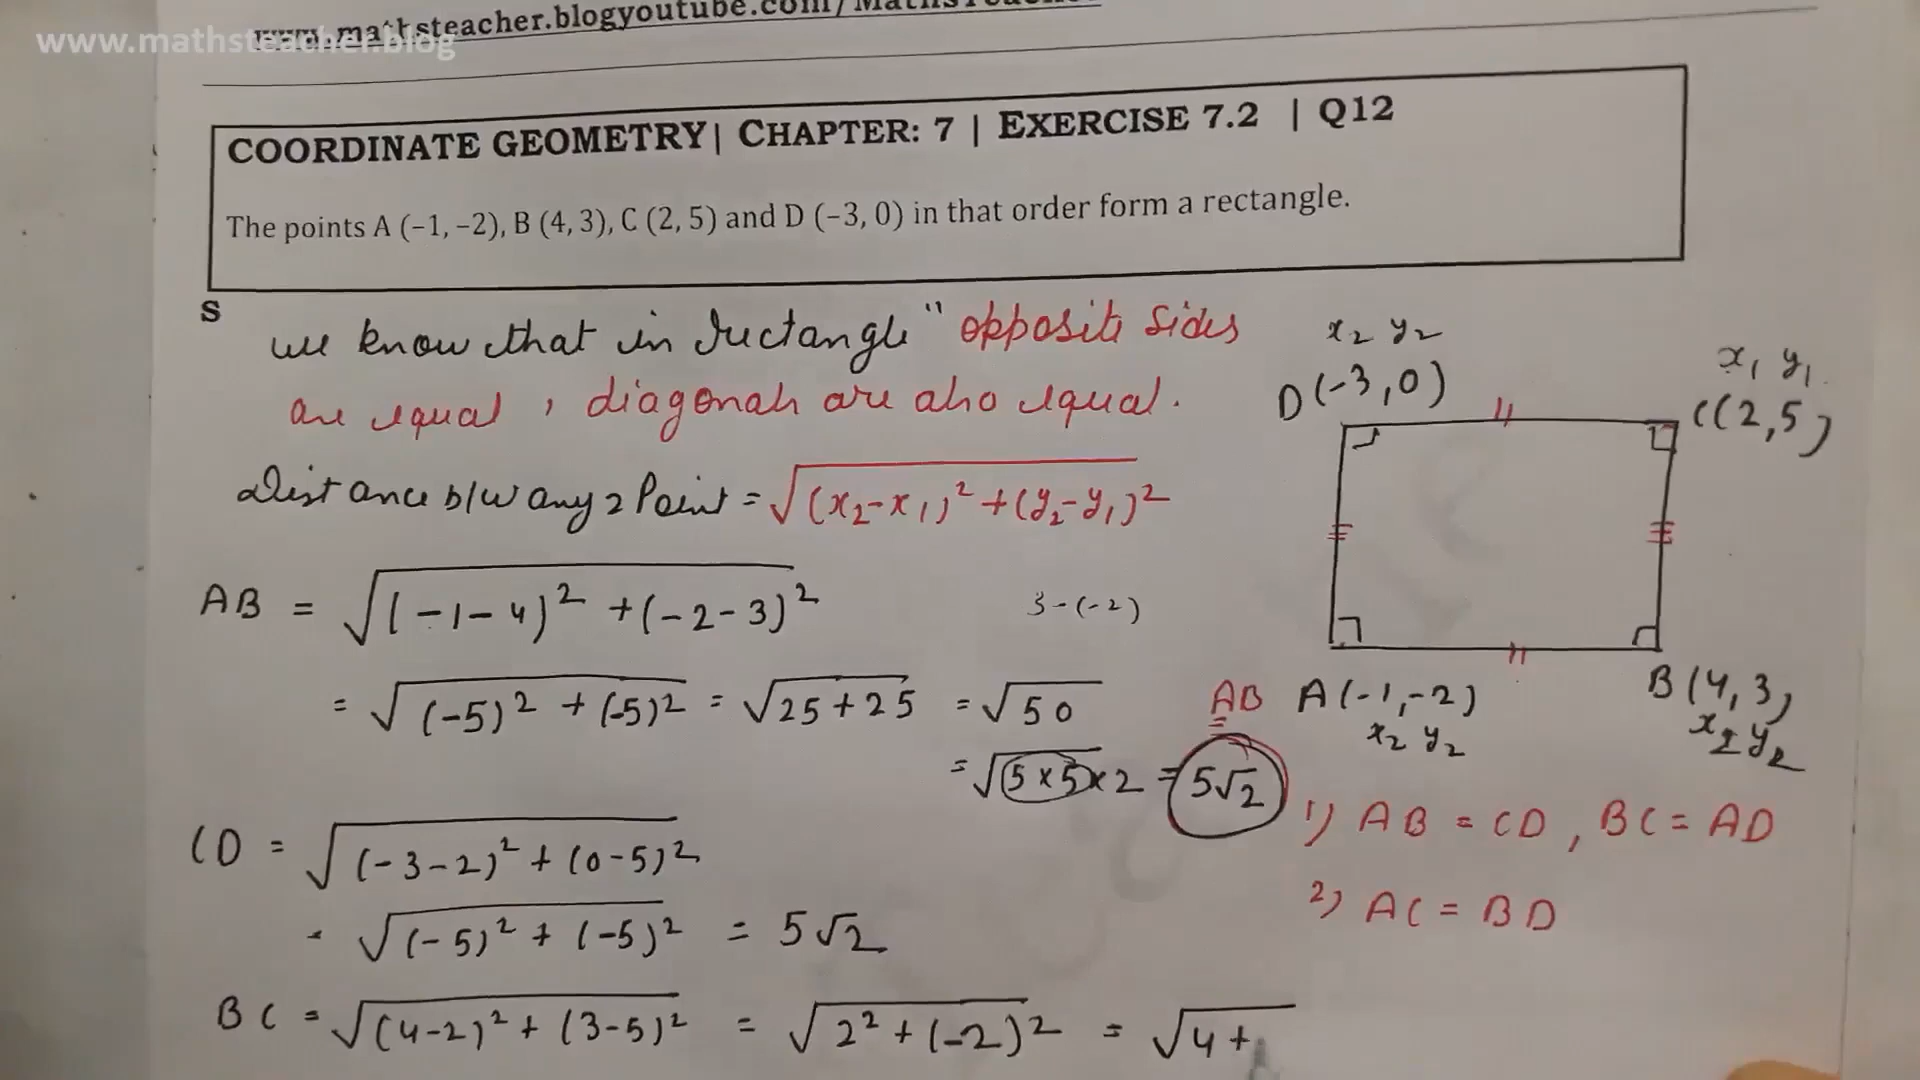 www.mathsteacher.blog
www.mathsteacher.blogyoutube.com/
COORDINATE GEOMETRY| CHAPTER: 7 | EXERCISE 7.2 | Q12
The points A (−1, −2), B (4, 3), C (2, 5) and D (−3, 0) in that order form a rectangle.
S
we know that in rectangle "opposite sides
are equal, diagonals are also equal.
Distance b/w any 2 Point = √(x₂-x₁)² + (y₂-y₁)²
AB = √(-1-4)² + (-2-3)²
3-(-2)
= √(-5)² + (-5)² = √25+25 = √50
= √5×5×2 = 5√2
CD = √(-3-2)² + (0-5)²
= √(-5)² + (-5)² = 5√2
BC = √(4-2)² + (3-5)² = √2² + (-2)² = √4+
x₂ y₂
D(-3,0)
x₁ y₁
C(2,5)
AB A(-1,-2)
x₂ y₂
B(4,3)
y₂
1) AB = CD, BC = AD
2) AC = BD